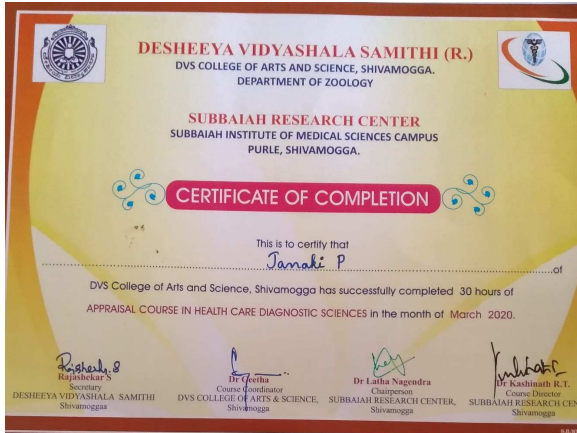 DESHEEYA VIDYASHALA SAMITHI (R.)
DVS COLLEGE OF ARTS AND SCIENCE, SHIVAMOGGA.
DEPARTMENT OF ZOOLOGY
SUBBAIAH RESEARCH CENTER
SUBBAIAH INSTITUTE OF MEDICAL SCIENCES CAMPUS
PURLE, SHIVAMOGGA.
CERTIFICATE OF COMPLETION
This is to certify that
Janaki P
of
DVS College of Arts and Science, Shivamogga has successfully completed 30 hours of
APPRAISAL COURSE IN HEALTH CARE DIAGNOSTIC SCIENCES in the month of March 2020.
Rajashekar S
Secretary
DESHEEYA VIDYASHALA SAMITHI
Shivamoggaa
Dr Geetha
Course Coordinator
DVS COLLEGE OF ARTS & SCIENCE,
Shivamogga
Dr Latha Nagendra
Chairperson
SUBBAIAH RESEARCH CENTER,
Shivamogga
Dr Kashinath R.T.
Course Director
SUBBAIAH RESEARCH CEN
Shivamogga